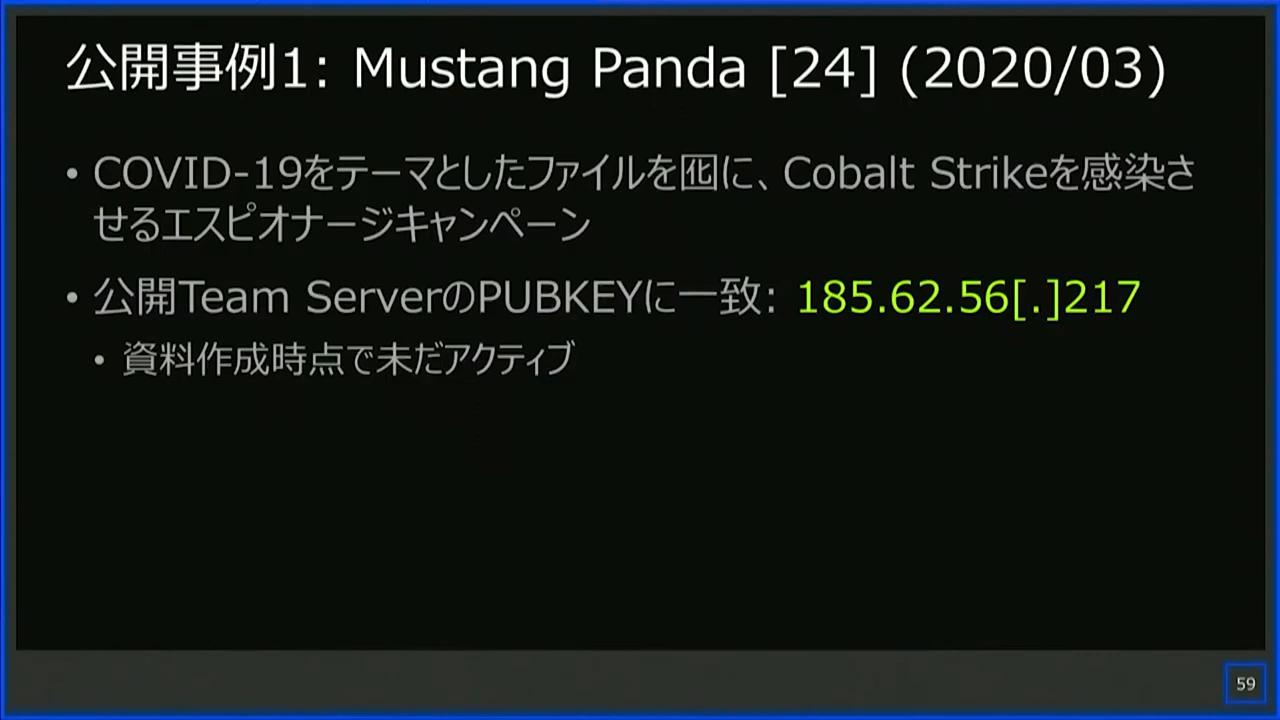 公開事例1: Mustang Panda [24] (2020/03)
• COVID-19をテーマとしたファイルを囮に、Cobalt Strikeを感染さ
せるエスピオナージキャンペーン
• 公開Team ServerのPUBKEYに一致: 185.62.56[.]217
• 資料作成時点で未だアクティブ
59